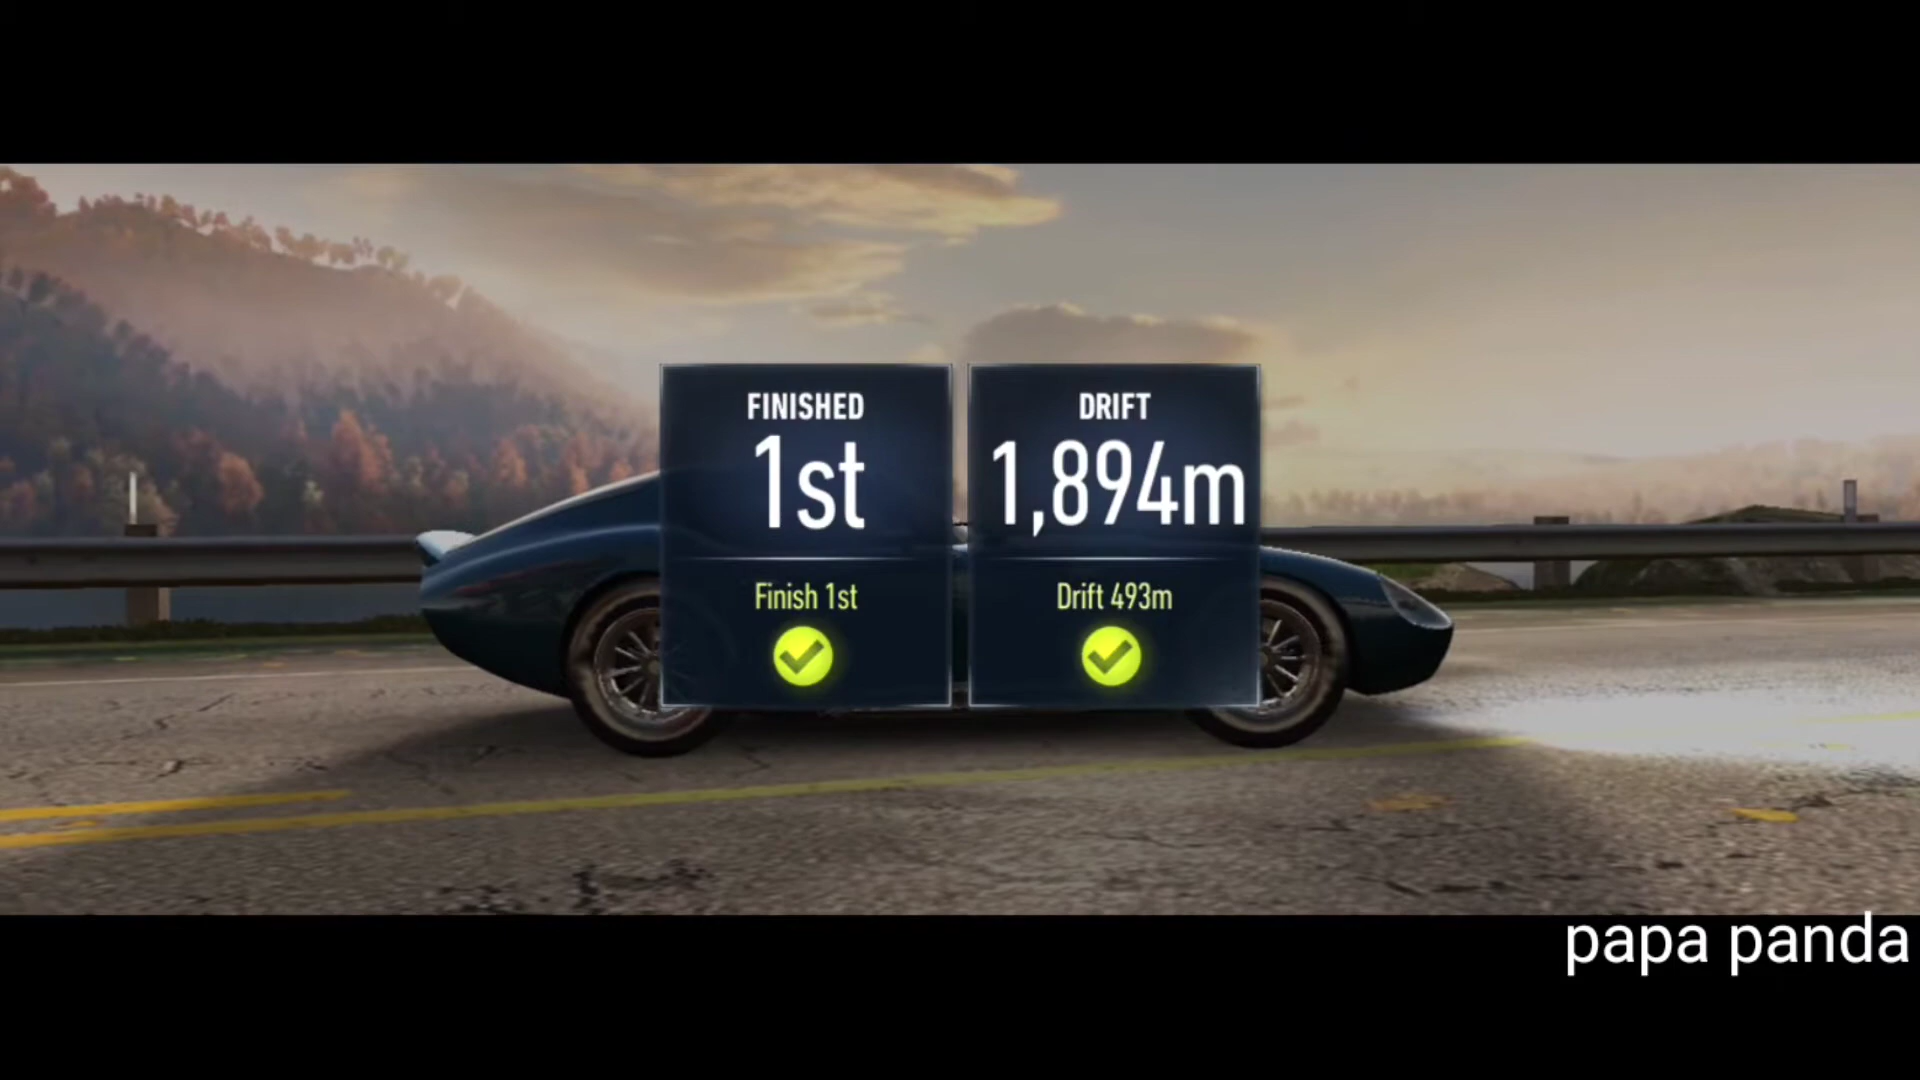 FINISHED
1st
Finish 1st
DRIFT
1,894m
Drift 493m
papa panda